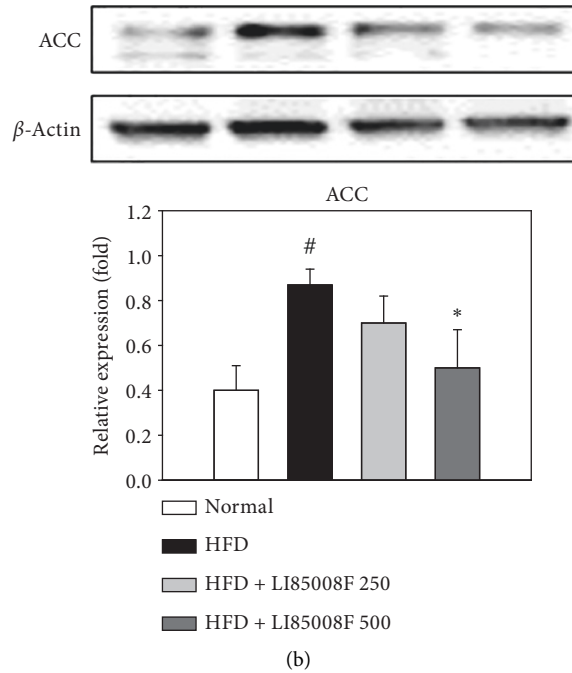 ACC
β-Actin
ACC
Relative expression (fold)
1.2
1.0
0.8
0.6
0.4
0.2
0.0
#
*
Normal
HFD
HFD + LI85008F 250
HFD + LI85008F 500
(b)